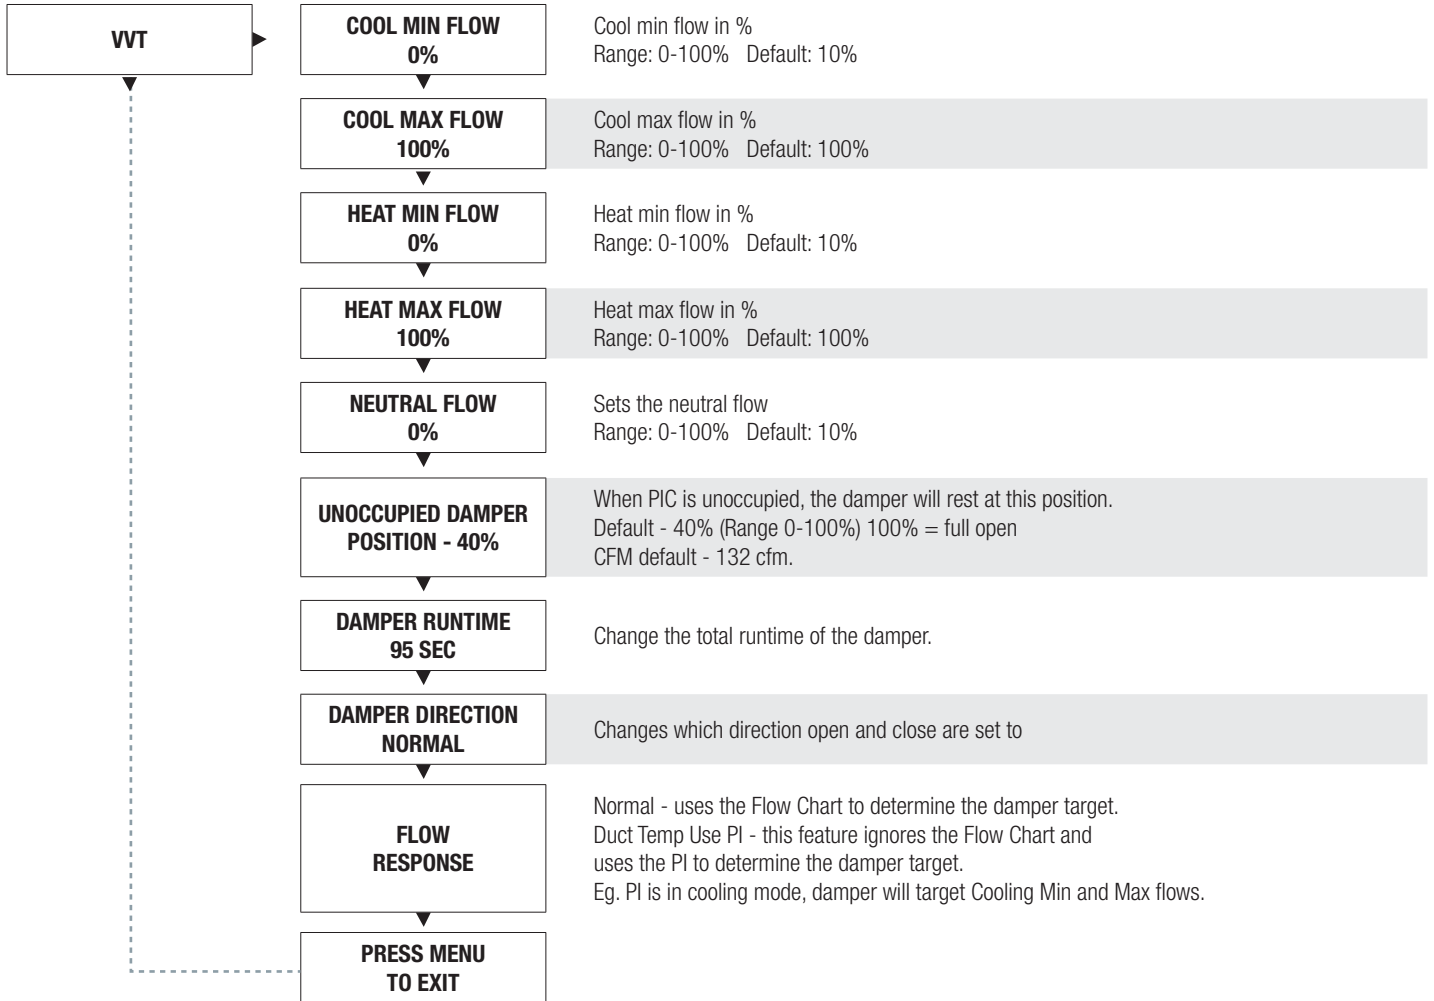 VVT
COOL MIN FLOW
0%
Cool min flow in %
Range: 0-100% Default: 10%
COOL MAX FLOW
100%
Cool max flow in %
Range: 0-100% Default: 100%
HEAT MIN FLOW
0%
Heat min flow in %
Range: 0-100% Default: 10%
HEAT MAX FLOW
100%
Heat max flow in %
Range: 0-100% Default: 100%
NEUTRAL FLOW
0%
Sets the neutral flow
Range: 0-100% Default: 10%
UNOCCUPIED DAMPER
POSITION - 40%
When PIC is unoccupied, the damper will rest at this position.
Default - 40% (Range 0-100%) 100% = full open
CFM default - 132 cfm.
DAMPER RUNTIME
95 SEC
Change the total runtime of the damper.
DAMPER DIRECTION
NORMAL
Changes which direction open and close are set to
FLOW
RESPONSE
Normal - uses the Flow Chart to determine the damper target.
Duct Temp Use PI - this feature ignores the Flow Chart and
uses the PI to determine the damper target.
Eg. PI is in cooling mode, damper will target Cooling Min and Max flows.
PRESS MENU
TO EXIT